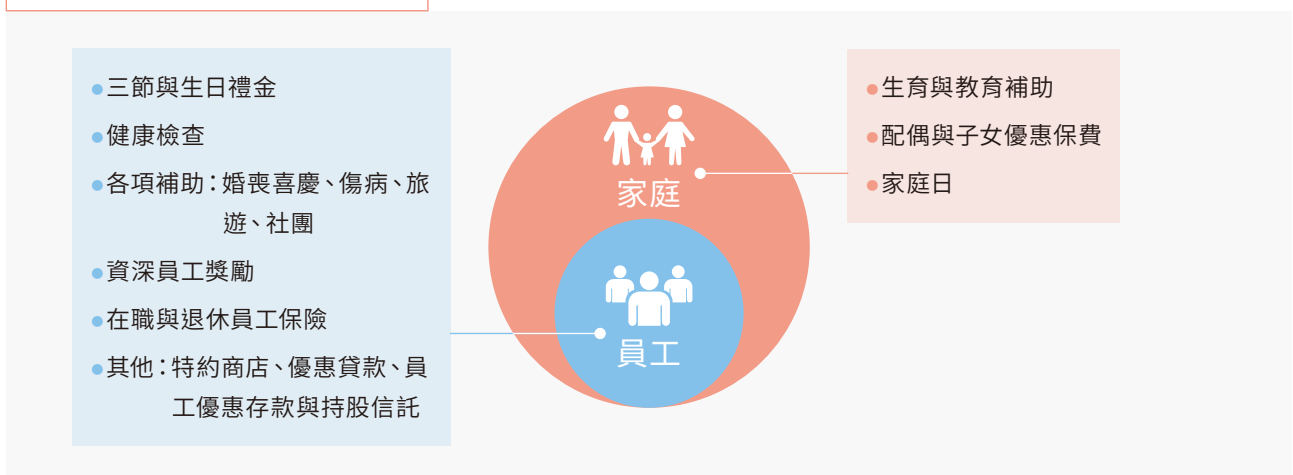 ●三節與生日禮金
●健康檢查
●各項補助：婚喪喜慶、傷病、旅
遊、社團
●資深員工獎勵
●在職與退休員工保險
●其他：特約商店、優惠貸款、員
工優惠存款與持股信託
家庭
員工
●生育與教育補助
●配偶與子女優惠保費
●家庭日